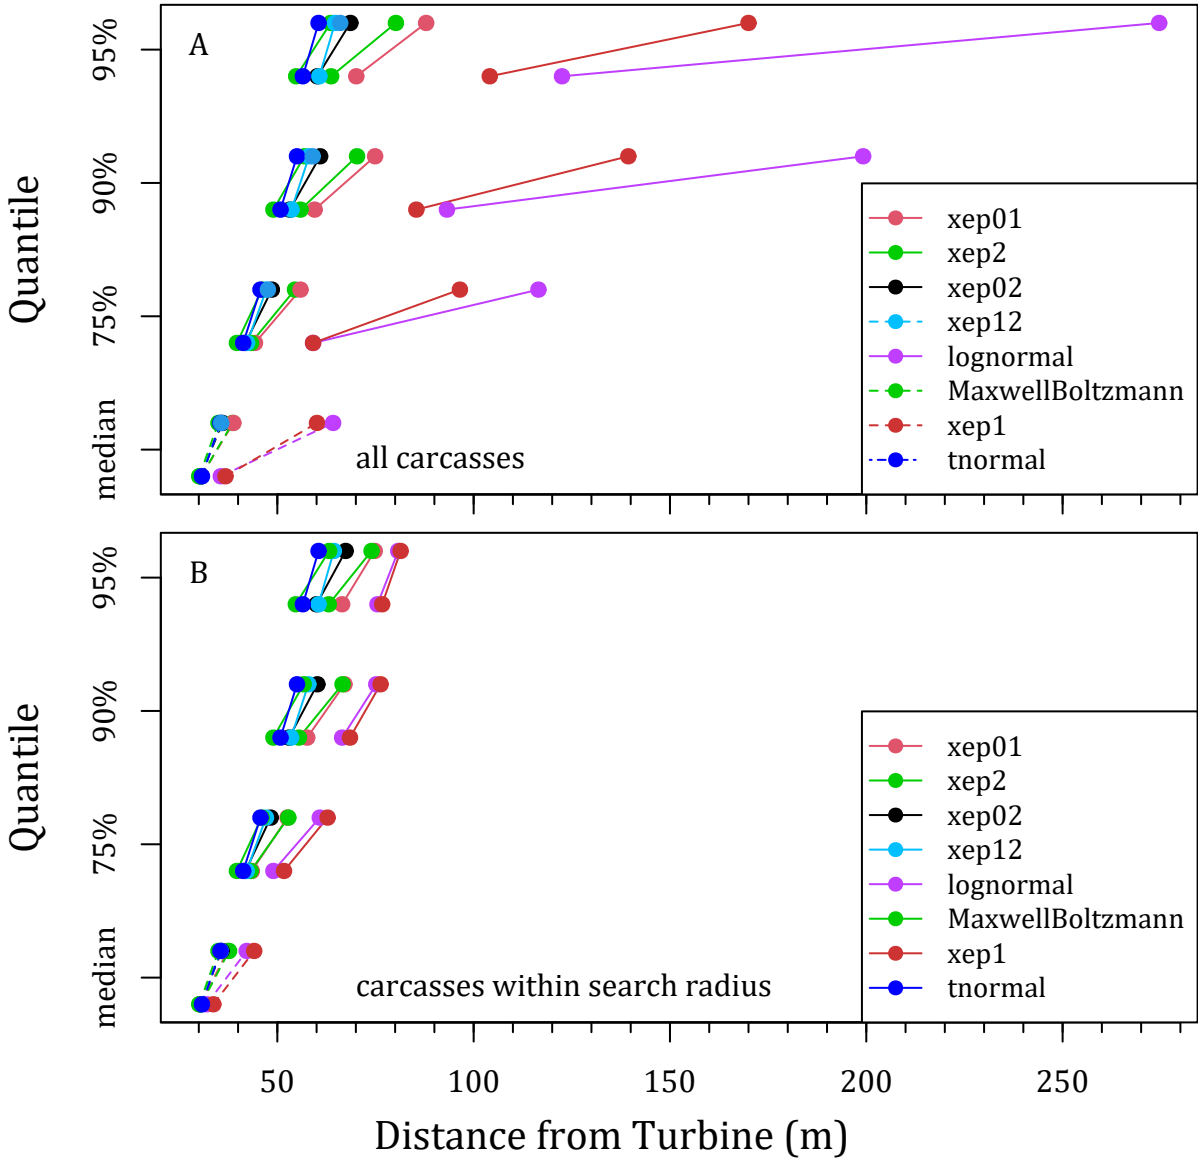 A
95%
90%
75%
median
Quantile
all carcasses
xep01
xep2
xep02
xep12
lognormal
MaxwellBoltzmann
xep1
tnormal
B
95%
90%
75%
median
Quantile
carcasses within search radius
xep01
xep2
xep02
xep12
lognormal
MaxwellBoltzmann
xep1
tnormal
50 100 150 200 250
Distance from Turbine (m)